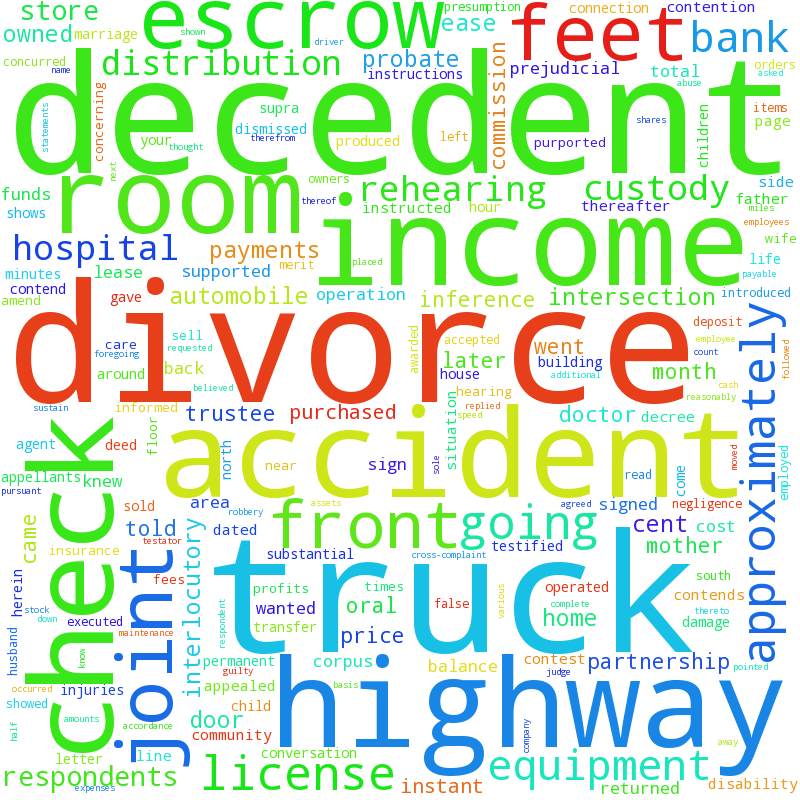 store
escrow
feet
presumption
connection
contention
owned
marriage
shown
driver
ease
bank
concurred
name
distribution
probate
instructions
commission
prejudicial
total
abuse
orders
asked
decedent
statements
concerning
your
thought
supra
dismissed
therefrom
produced
left
purported
shares
children
items
page
next
room
owners
thereof
rehearing
custody
side
funds
shows
instructed
hour
thereafter
father
miles
employees
wife
hospital
payments
placed
income
life
payable
minutes
lease
supported
merit
contend
amend
gave
automobile
operation
inference
intersection
introduced
divorce
deposit
approximately
care
foregoing
sell
requested
awarded
accepted
went
building
employee
count
followed
around
back
believed
later
house
additional
month
cash
reasonably
sustain
informed
trustee
purchased
hearing
replied
speed
situation
doctor
decree
agent
deed
floor
accident
moved
employed
appellants
knew
north
near
sign
sole
read
come
pursuant
check
sold
area
robbery
assets
agreed
signed
negligence
came
told
testator
dated
front
going
cent
cost
insurance
joint
interlocutory
substantial
cross-complaint
testified
mother
herein
fees
truck
south
stock
down
profits
times
false
various
operated
complete
thereto
damage
executed
know
respondent
wanted
oral
home
contends
husband
maintenance
transfer
price
permanent
guilty
corpus
balance
contest
judge
partnership
pointed
occurred
injuries
appealed
basis
highway
showed
child
door
half
amounts
accordance
community
company
away
line
letter
conversation
equipment
respondents
expenses
license
instant
returned
disability